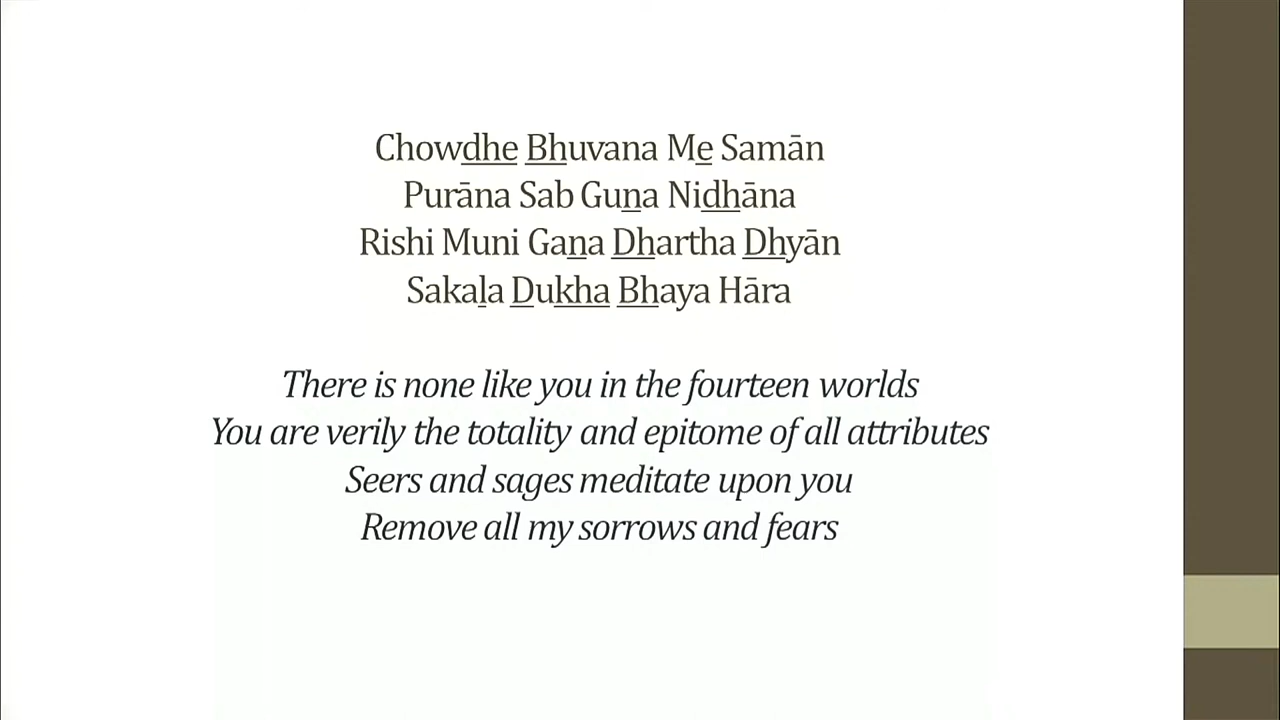 Chowdhe Bhuvana Me Samān
Purāna Sab Guna Nidhāna
Rishi Muni Gana Dhartha Dhyān
Sakala Dukha Bhaya Hāra
There is none like you in the fourteen worlds
You are verily the totality and epitome of all attributes
Seers and sages meditate upon you
Remove all my sorrows and fears